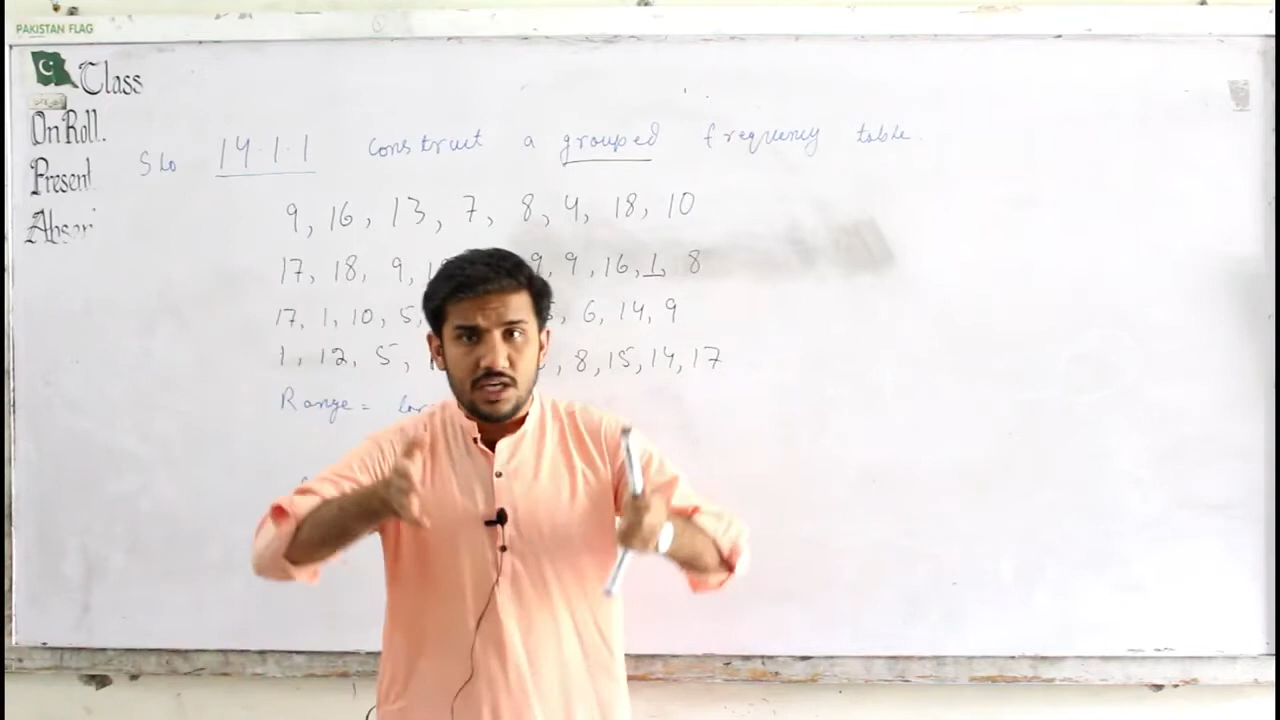 PAKISTAN FLAG
Class
On Roll.
Present
Absen
Slo 14.1.1 construct a grouped frequency table.
9, 16, 13, 7, 8, 4, 18, 10
17, 18, 9, 9, 9, 16, 1, 8
17, 1, 10, 5, 6, 14, 9
1, 12, 5, 8, 15, 14, 17
Range =